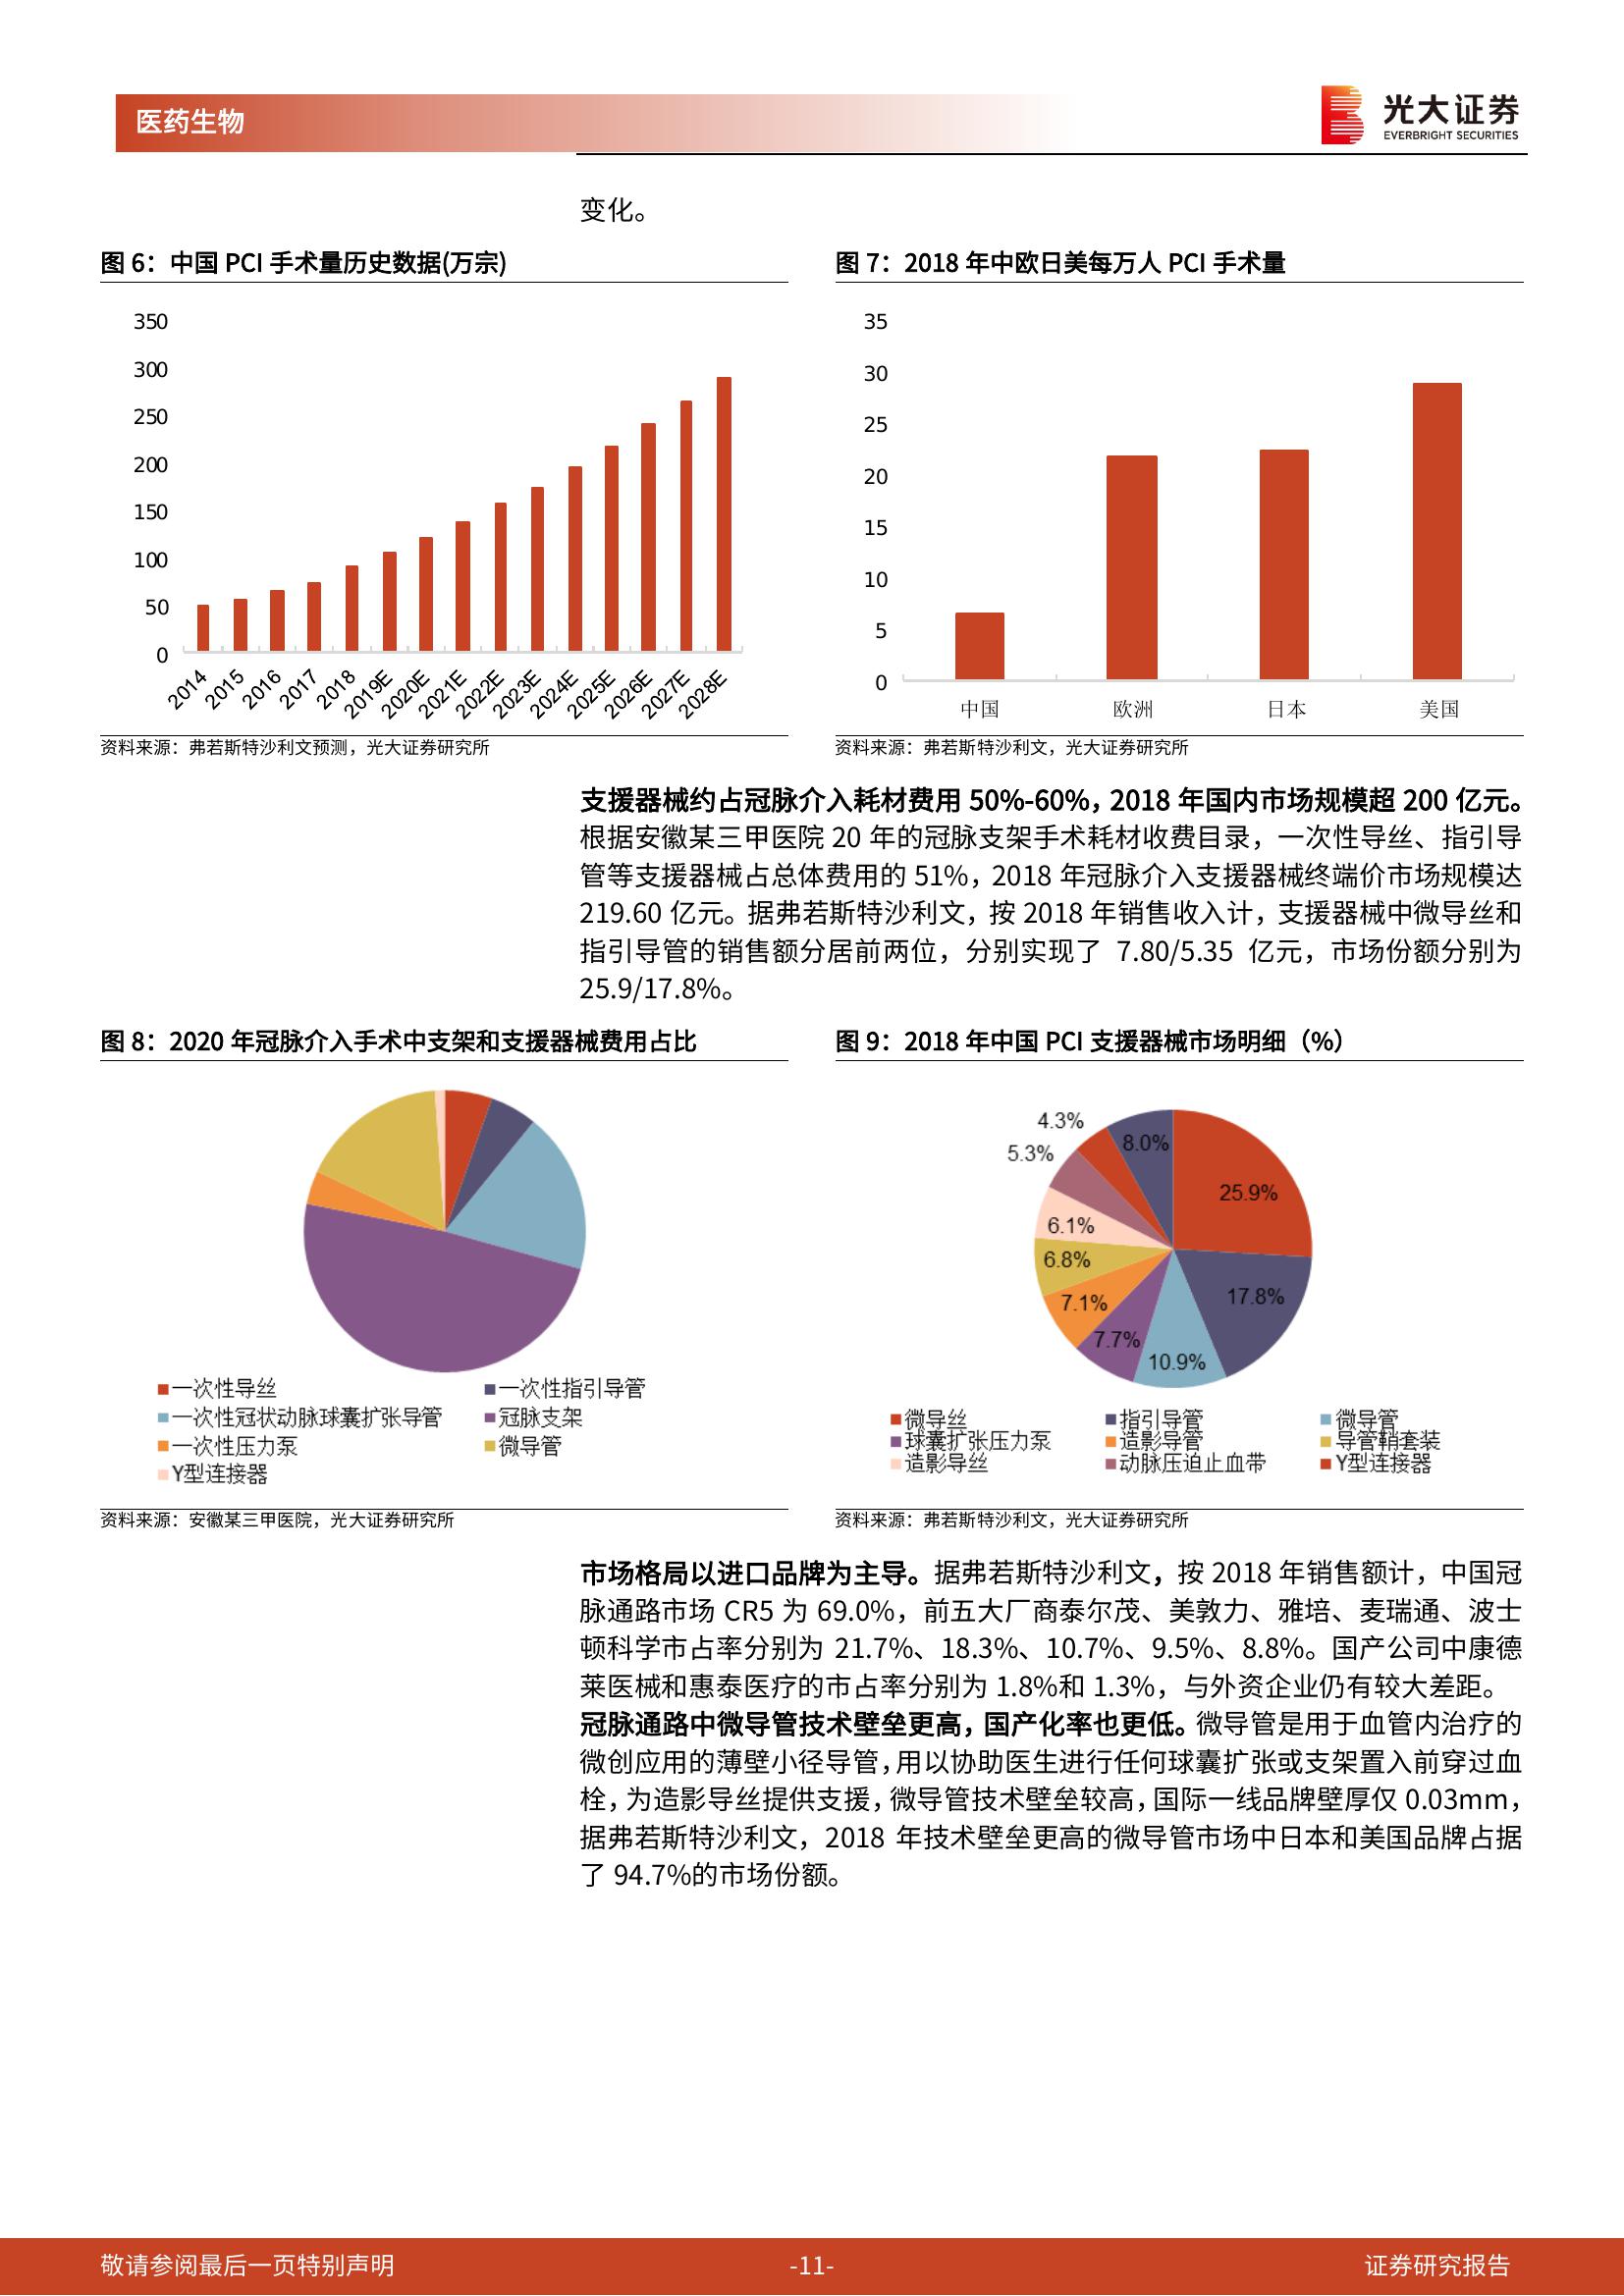 医药生物
光大证券
EVERBRIGHT SECURITIES
变化。
图 6：中国 PCI 手术量历史数据(万宗)
350
300
250
200
150
100
50
0
2014
2015
2016
2017
2018
2019E
2020E
2021E
2022E
2023E
2024E
2025E
2026E
2027E
2028E
资料来源：弗若斯特沙利文预测，光大证券研究所
图 7：2018 年中欧日美每万人 PCI 手术量
35
30
25
20
15
10
5
0
中国
欧洲
日本
美国
资料来源：弗若斯特沙利文，光大证券研究所
支援器械约占冠脉介入耗材费用 50%-60%，2018 年国内市场规模超 200 亿元。
根据安徽某三甲医院 20 年的冠脉支架手术耗材收费目录，一次性导丝、指引导
管等支援器械占总体费用的 51%，2018 年冠脉介入支援器械终端价市场规模达
219.60 亿元。据弗若斯特沙利文，按 2018 年销售收入计，支援器械中微导丝和
指引导管的销售额分居前两位，分别实现了 7.80/5.35 亿元，市场份额分别为
25.9/17.8%。
图 8：2020 年冠脉介入手术中支架和支援器械费用占比
一次性导丝
一次性指引导管
一次性冠状动脉球囊扩张导管
冠脉支架
一次性压力泵
微导管
Y型连接器
资料来源：安徽某三甲医院，光大证券研究所
图 9：2018 年中国 PCI 支援器械市场明细（%）
4.3%
8.0%
5.3%
25.9%
6.1%
6.8%
17.8%
7.1%
7.7%
10.9%
微导丝
指引导管
微导管
球囊扩张压力泵
造影导管
导管鞘套装
造影导丝
动脉压迫止血带
Y型连接器
资料来源：弗若斯特沙利文，光大证券研究所
市场格局以进口品牌为主导。据弗若斯特沙利文，按 2018 年销售额计，中国冠
脉通路市场 CR5 为 69.0%，前五大厂商泰尔茂、美敦力、雅培、麦瑞通、波士
顿科学市占率分别为 21.7%、18.3%、10.7%、9.5%、8.8%。国产公司中康德
莱医械和惠泰医疗的市占率分别为 1.8%和 1.3%，与外资企业仍有较大差距。
冠脉通路中微导管技术壁垒更高，国产化率也更低。微导管是用于血管内治疗的
微创应用的薄壁小径导管，用以协助医生进行任何球囊扩张或支架置入前穿过血
栓，为造影导丝提供支援，微导管技术壁垒较高，国际一线品牌壁厚仅 0.03mm，
据弗若斯特沙利文，2018 年技术壁垒更高的微导管市场中日本和美国品牌占据
了 94.7%的市场份额。
敬请参阅最后一页特别声明
-11-
证券研究报告